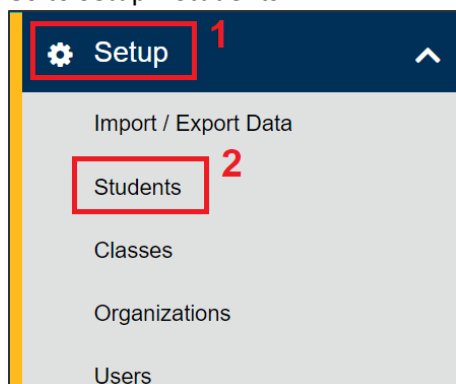 Setup 1
Import / Export Data
Students 2
Classes
Organizations
Users